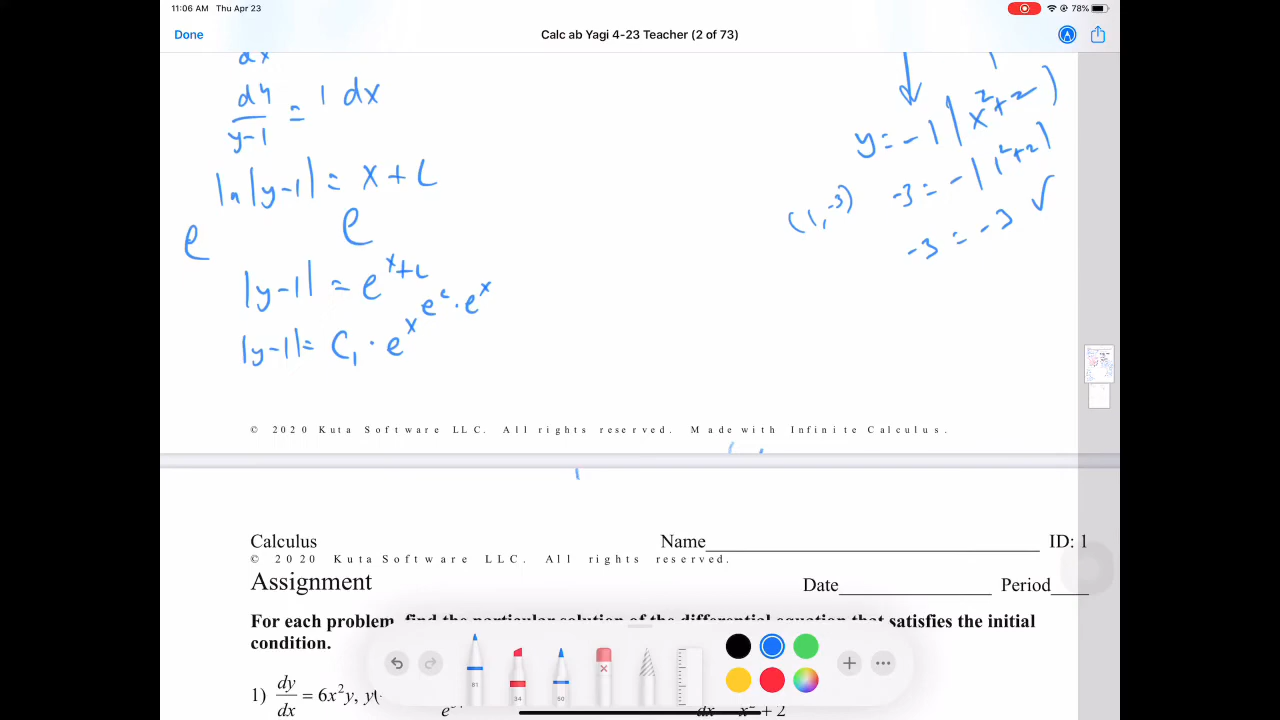 11:06 AM Thu Apr 23
78%
Done
Calc ab Yagi 4-23 Teacher (2 of 73)
dx
dy
y-1
= 1 dx
ln|y-1| = x + C
e e
|y-1| = e^x+C
e^c · e^x
|y-1| = C₁ · e^x
y = -1 (x²+2)
(1,-3) -3 = -1(1²+2)
-3 = -3 ✓
© 2020 Kuta Software LLC. All rights reserved. Made with Infinite Calculus.
Calculus
Name ID: 1
© 2020 Kuta Software LLC. All rights reserved.
Assignment
Date Period
For each problem, find the particular solution of the differential equation that satisfies the initial
condition.
1) dy/dx = 6x²y, y(
81 34 50